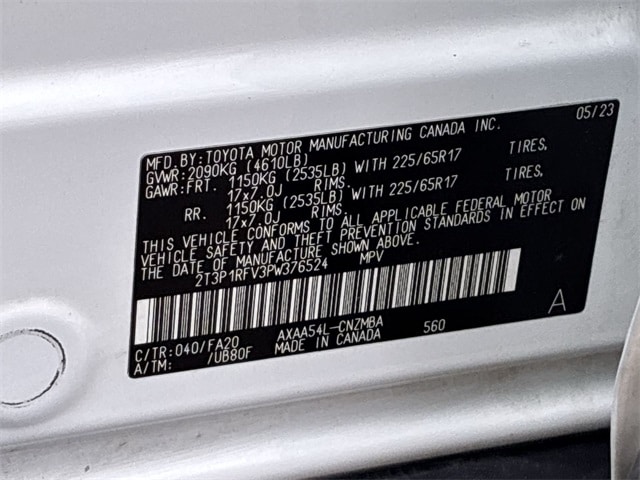 05/23
MFD.BY:TOYOTA MOTOR MANUFACTURING CANADA INC.
GVWR:2090KG (4610LB)
GAWR:FRT. 1150KG (2535LB) WITH 225/65R17 TIRES,
17x7.0J RIMS.
RR. 1150KG (2535LB) WITH 225/65R17 TIRES,
17x7.0J RIMS.
THIS VEHICLE CONFORMS TO ALL APPLICABLE FEDERAL MOTOR
VEHICLE SAFETY AND THEFT PREVENTION STANDARDS IN EFFECT ON
THE DATE OF MANUFACTURE SHOWN ABOVE.
2T3P1RFV3PW376524 MPV
A
C/TR:040/FA20 AXAA54L-CNZMBA 560
A/TM: /UB80F MADE IN CANADA